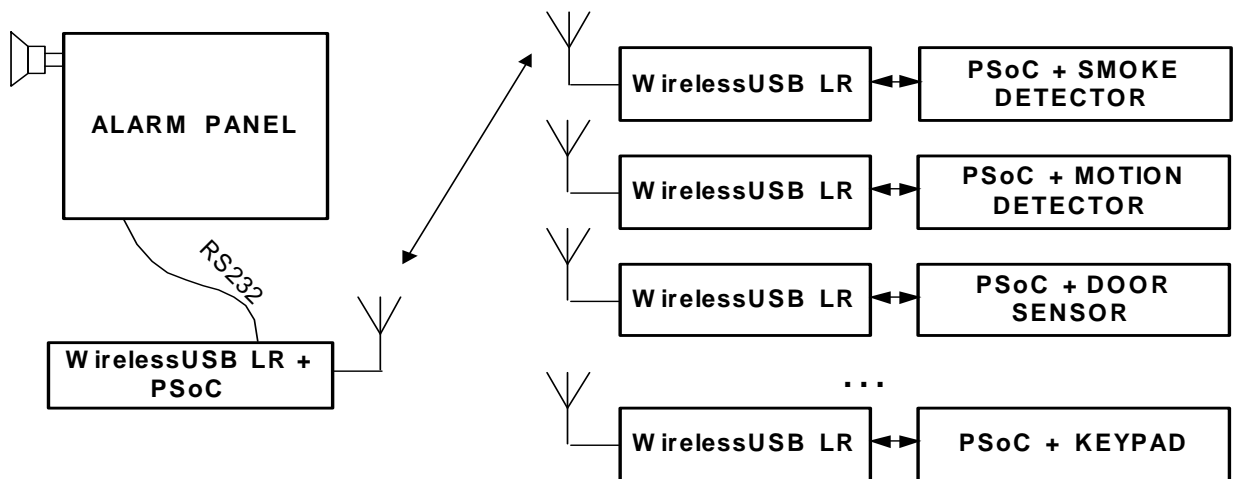 ALARM PANEL
RS232
WirelessUSB LR +
PSoC
WirelessUSB LR
PSoC + SMOKE
DETECTOR
WirelessUSB LR
PSoC + MOTION
DETECTOR
WirelessUSB LR
PSoC + DOOR
SENSOR
...
WirelessUSB LR
PSoC + KEYPAD